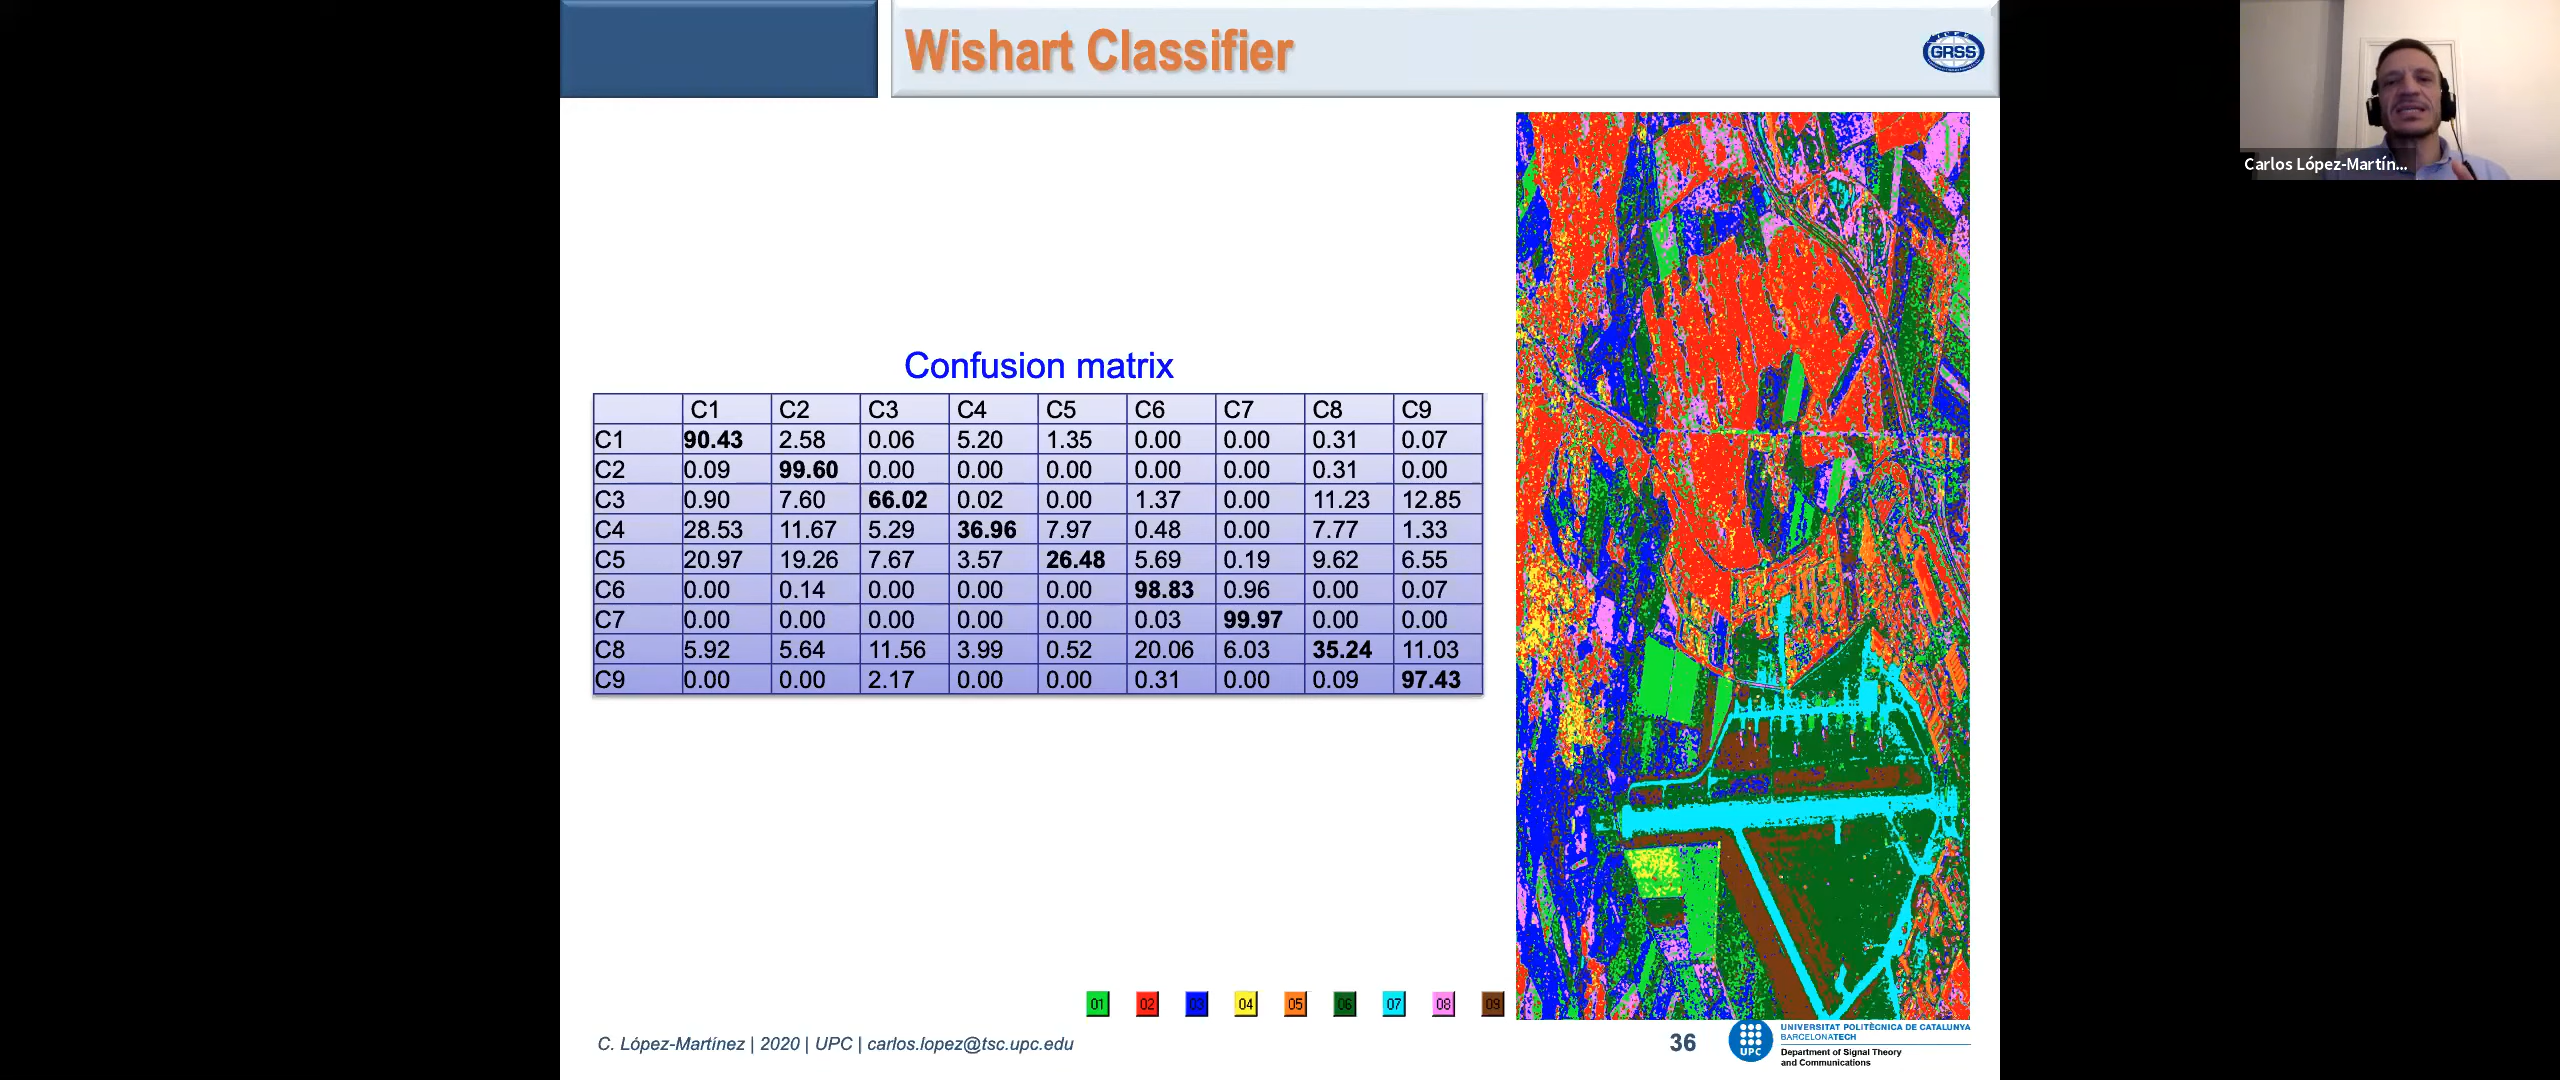 Wishart Classifier
GRSS
Carlos López-Martín...
Confusion matrix
C1 C2 C3 C4 C5 C6 C7 C8 C9
C1 90.43 2.58 0.06 5.20 1.35 0.00 0.00 0.31 0.07
C2 0.09 99.60 0.00 0.00 0.00 0.00 0.00 0.31 0.00
C3 0.90 7.60 66.02 0.02 0.00 1.37 0.00 11.23 12.85
C4 28.53 11.67 5.29 36.96 7.97 0.48 0.00 7.77 1.33
C5 20.97 19.26 7.67 3.57 26.48 5.69 0.19 9.62 6.55
C6 0.00 0.14 0.00 0.00 0.00 98.83 0.96 0.00 0.07
C7 0.00 0.00 0.00 0.00 0.00 0.03 99.97 0.00 0.00
C8 5.92 5.64 11.56 3.99 0.52 20.06 6.03 35.24 11.03
C9 0.00 0.00 2.17 0.00 0.00 0.31 0.00 0.09 97.43
01 02 03 04 05 06 07 08 09
C. López-Martínez | 2020 | UPC | carlos.lopez@tsc.upc.edu
36
UPC
UNIVERSITAT POLITÈCNICA DE CATALUNYA
BARCELONATECH
Department of Signal Theory
and Communications